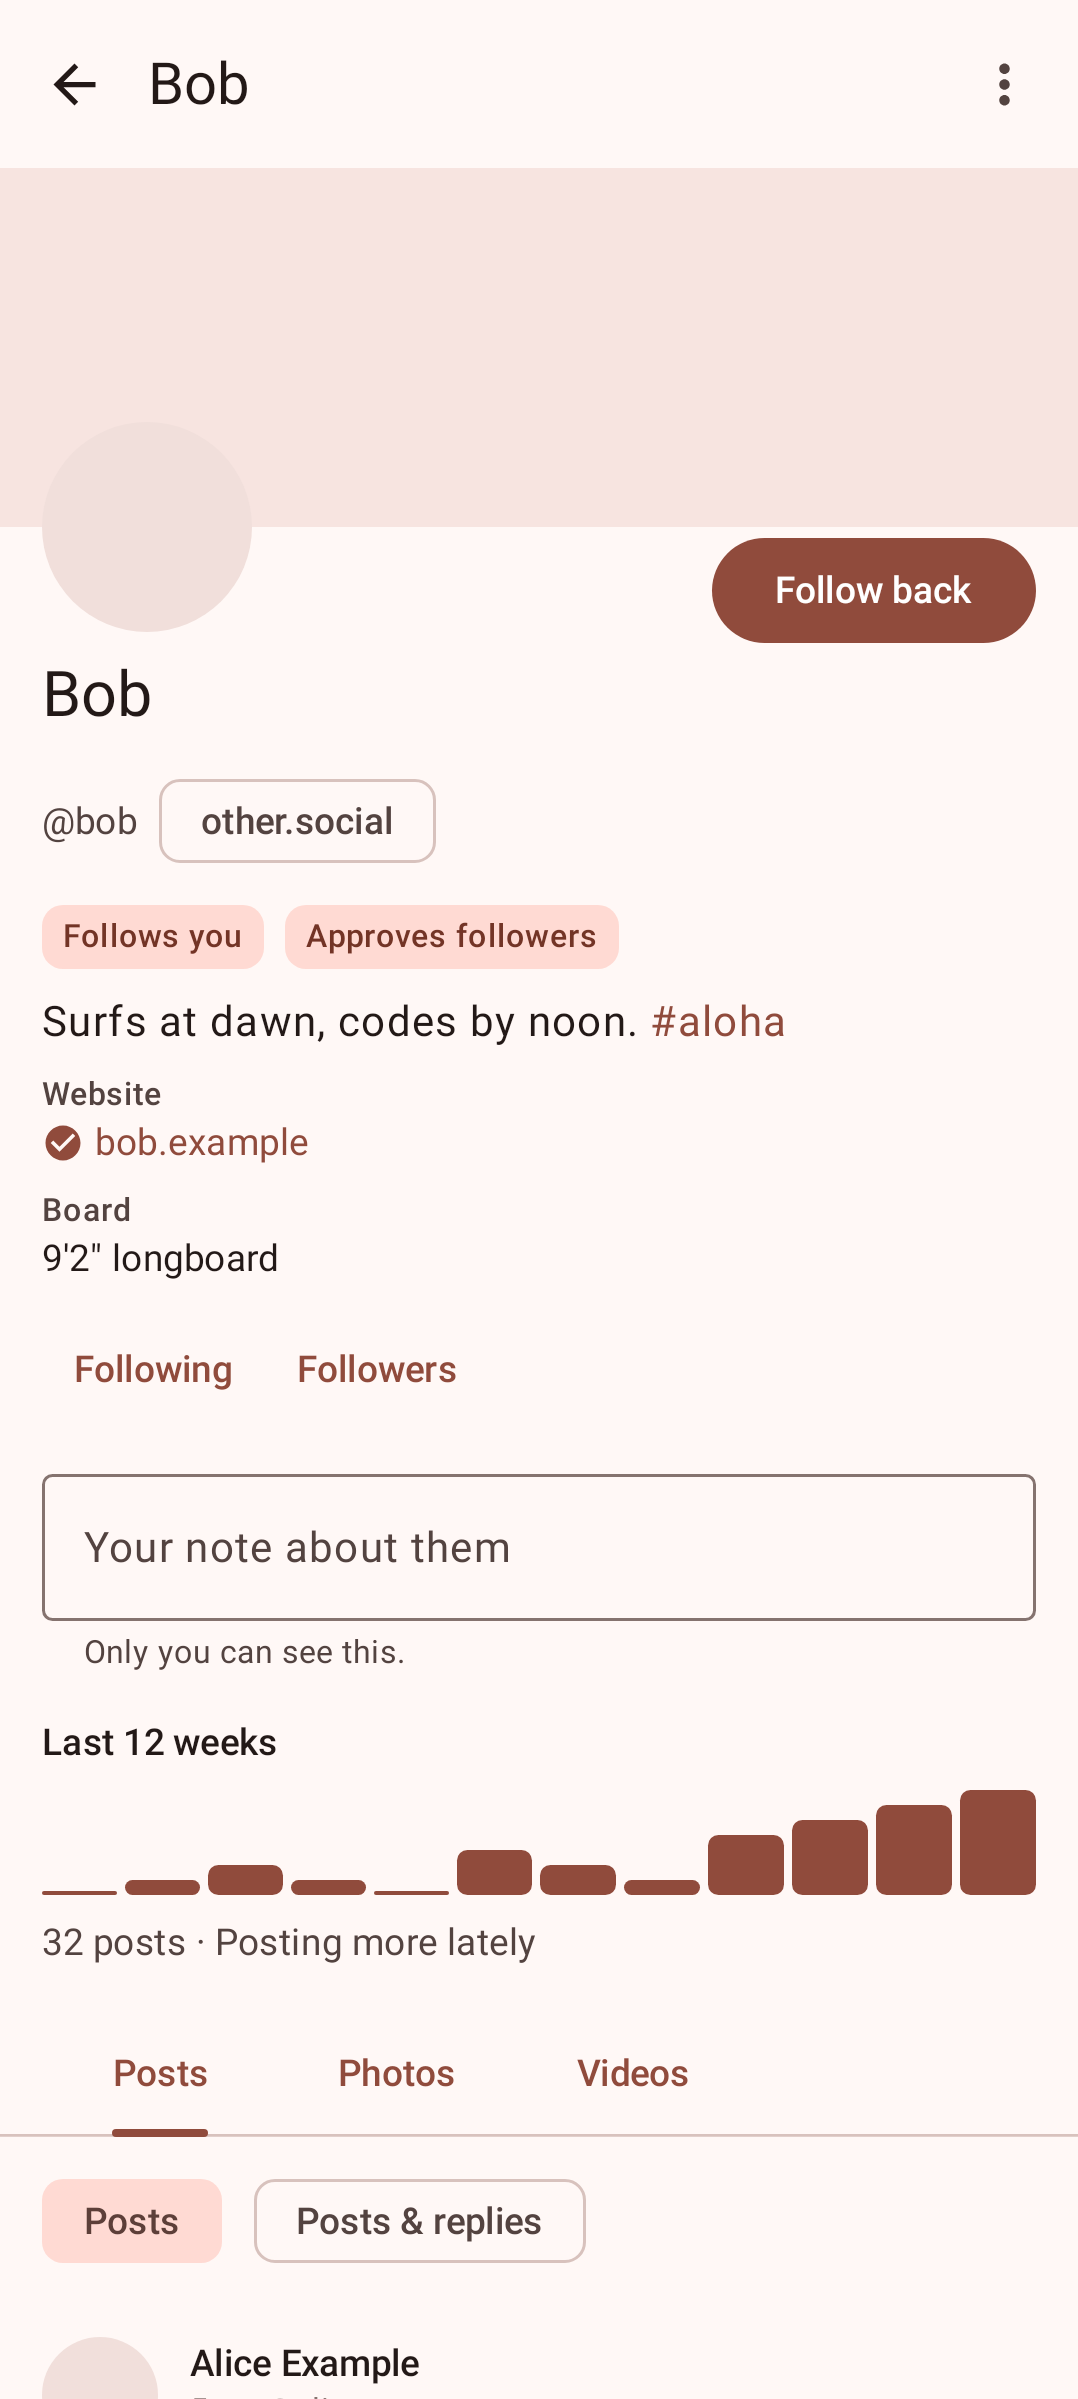 Bob
Follow back
Bob
@bob other.social
Follows you Approves followers
Surfs at dawn, codes by noon. #aloha
Website
bob.example
Board
9'2" longboard
Following Followers
Your note about them
Only you can see this.
Last 12 weeks
32 posts · Posting more lately
Posts Photos Videos
Posts Posts & replies
Alice Example